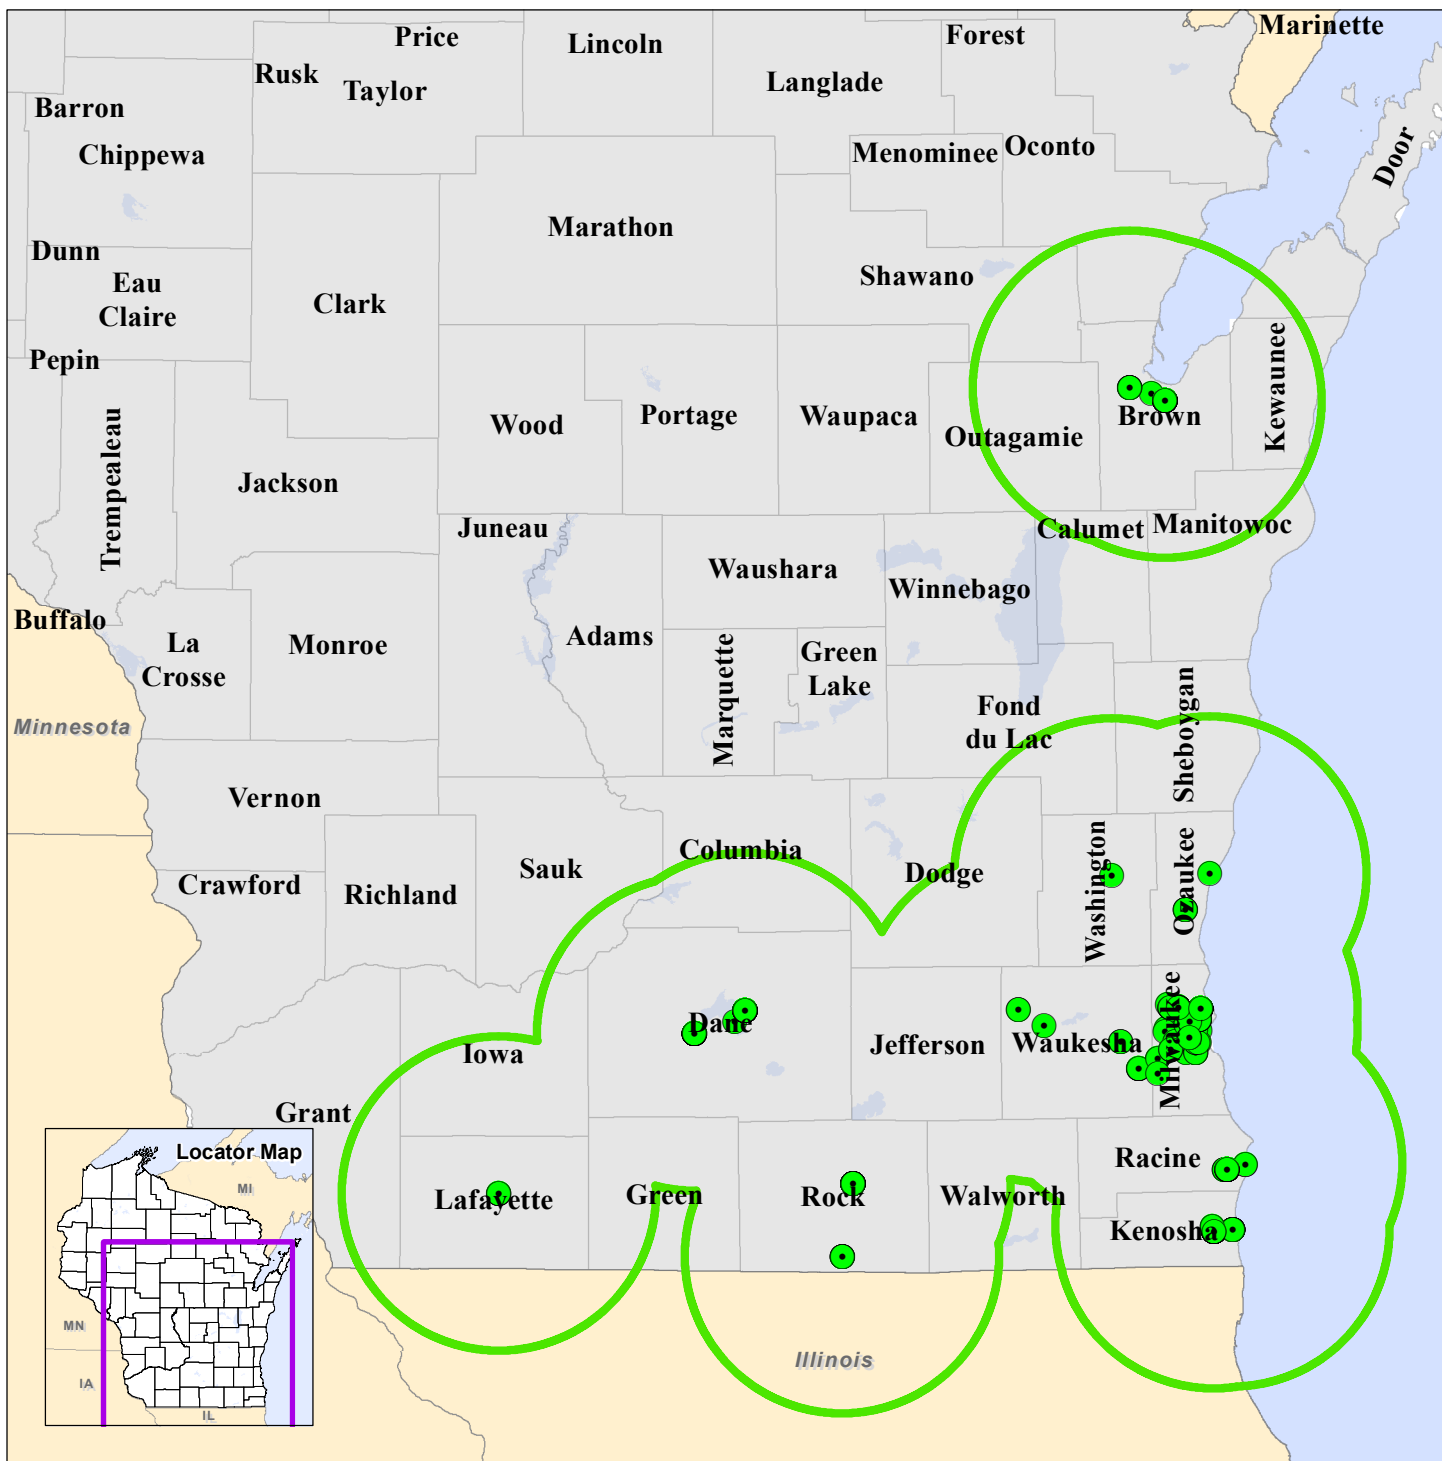 Marinette
Price
Lincoln
Forest
Rusk
Taylor
Langlade
Barron
Chippewa
Menominee
Oconto
Door
Marathon
Dunn
Eau
Claire
Clark
Shawano
Pepin
Trempealeau
Wood
Portage
Waupaca
Outagamie
Brown
Kewaunee
Jackson
Juneau
Calumet
Manitowoc
Waushara
Winnebago
Buffalo
La
Crosse
Monroe
Adams
Marquette
Green
Lake
Fond
du Lac
Sheboygan
Minnesota
Vernon
Columbia
Sauk
Dodge
Washington
Ozaukee
Crawford
Richland
Dane
Iowa
Jefferson
Waukesha
Milwaukee
Grant
Lafayette
Green
Rock
Walworth
Racine
Kenosha
Illinois
Locator Map
MI
MN
IA
IL